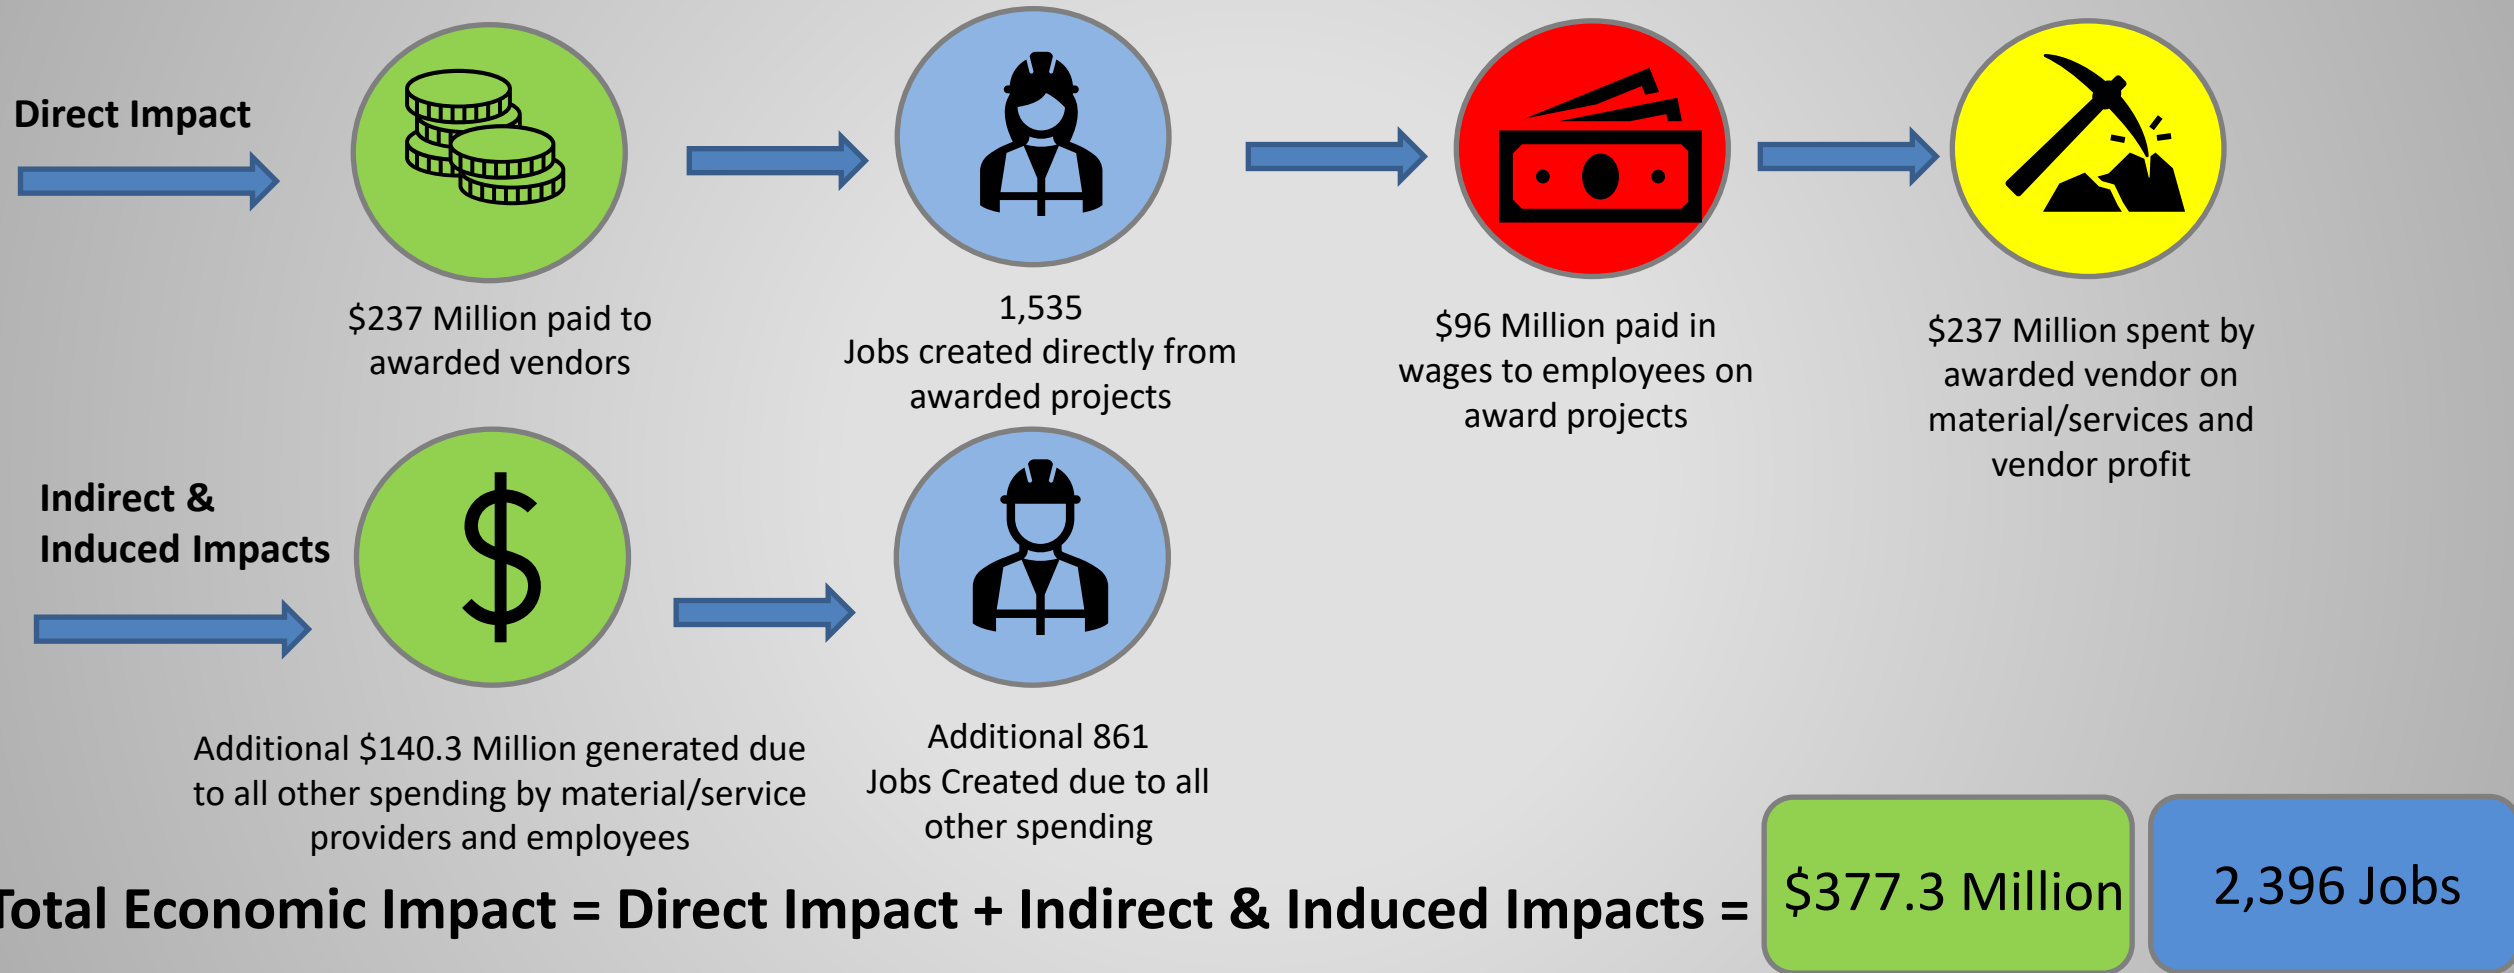 Direct Impact
$237 Million paid to
awarded vendors
1,535
Jobs created directly from
awarded projects
$96 Million paid in
wages to employees on
award projects
$237 Million spent by
awarded vendor on
material/services and
vendor profit
Indirect &
Induced Impacts
Additional $140.3 Million generated due
to all other spending by material/service
providers and employees
Additional 861
Jobs Created due to all
other spending
Total Economic Impact = Direct Impact + Indirect & Induced Impacts =
$377.3 Million
2,396 Jobs